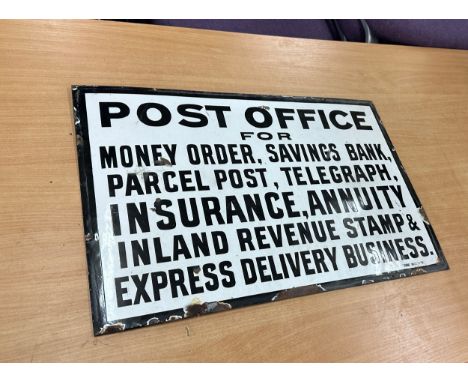 POST OFFICE
FOR
MONEY ORDER, SAVINGS BANK,
PARCEL POST, TELEGRAPH,
INSURANCE, ANNUITY
INLAND REVENUE STAMP &
EXPRESS DELIVERY BUSINESS.